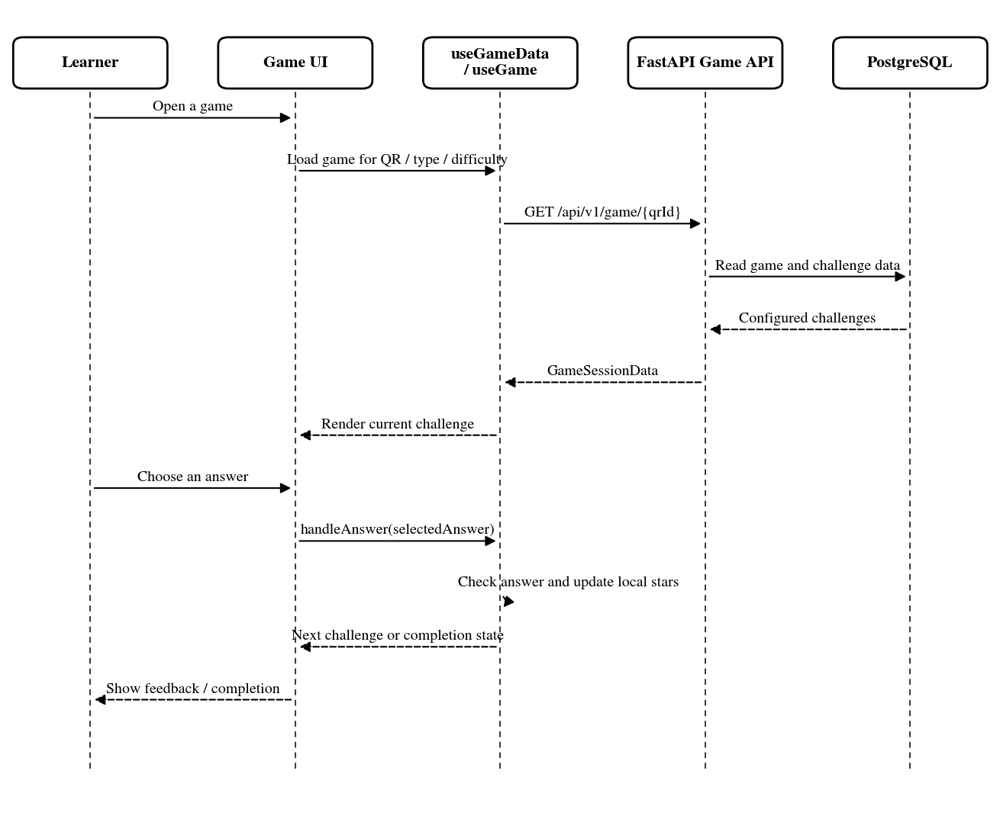 Learner
Game UI
useGameData
/ useGame
FastAPI Game API
PostgreSQL
Open a game
Load game for QR / type / difficulty
GET /api/v1/game/{qrId}
Read game and challenge data
Configured challenges
GameSessionData
Render current challenge
Choose an answer
handleAnswer(selectedAnswer)
Check answer and update local stars
Next challenge or completion state
Show feedback / completion